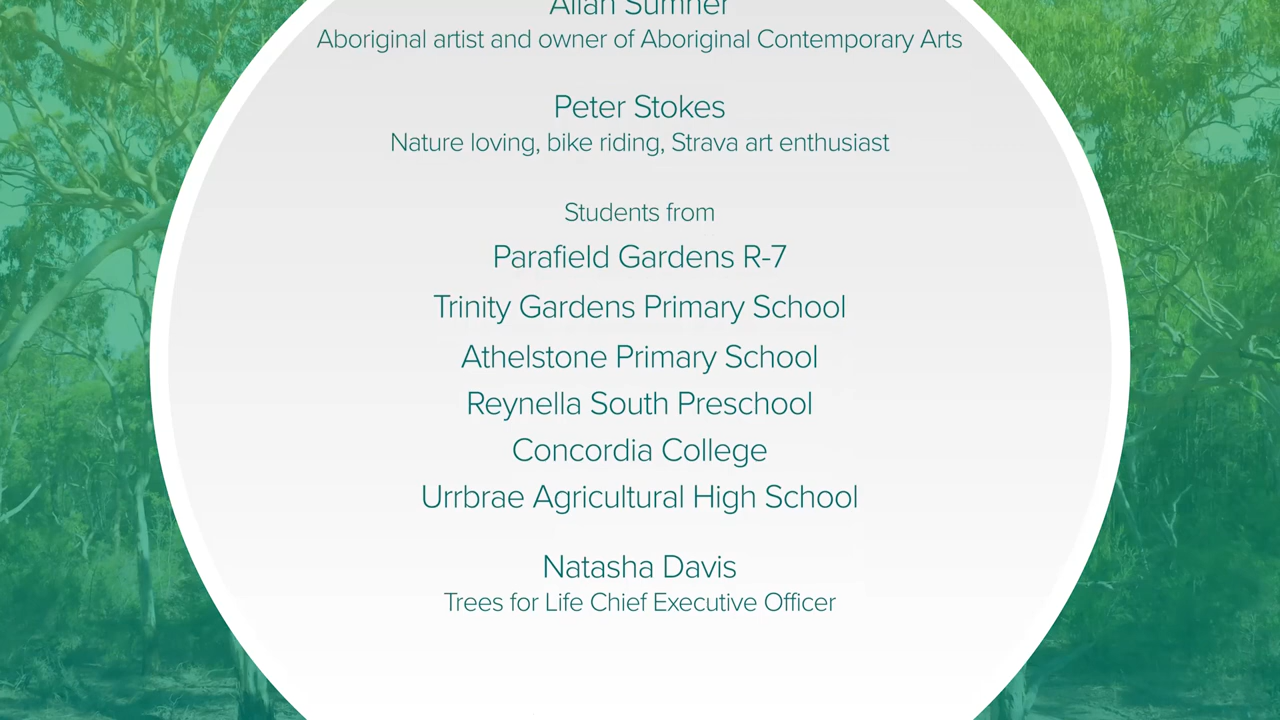 Allan Sumner
Aboriginal artist and owner of Aboriginal Contemporary Arts
Peter Stokes
Nature loving, bike riding, Strava art enthusiast
Students from
Parafield Gardens R-7
Trinity Gardens Primary School
Athelstone Primary School
Reynella South Preschool
Concordia College
Urrbrae Agricultural High School
Natasha Davis
Trees for Life Chief Executive Officer